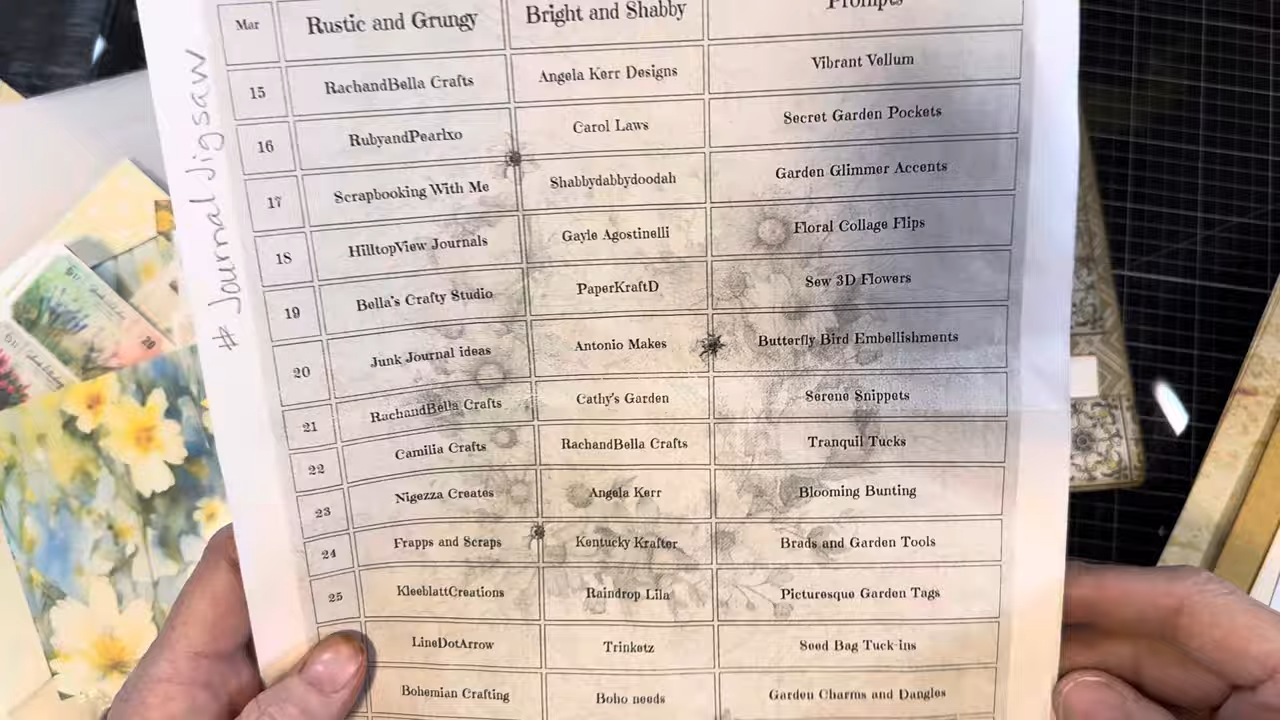 Mar Rustic and Grungy Bright and Shabby Prompts
15 RachandBella Crafts Angela Kerr Designs Vibrant Vellum
16 RubyandPearlxo Carol Laws Secret Garden Pockets
17 Scrapbooking With Me Shabbydabbydoodah Garden Glimmer Accents
18 HilltopView Journals Gayle Agostinelli Floral Collage Flips
19 Bella's Crafty Studio PaperKraftD Sew 3D Flowers
20 Junk Journal ideas Antonio Makes Butterfly Bird Embellishments
21 RachandBella Crafts Cathy's Garden Serene Snippets
22 Camilia Crafts RachandBella Crafts Tranquil Tucks
23 Nigezza Creates Angela Kerr Blooming Bunting
24 Frapps and Scraps Kentucky Krafter Brads and Garden Tools
25 KleeblattCreations Raindrop Lila Picturesque Garden Tags
LineDotArrow Trinketz Seed Bag Tuck-ins
Bohemian Crafting Boho needs Garden Charms and Dangles
# Journal Jigsaw
20